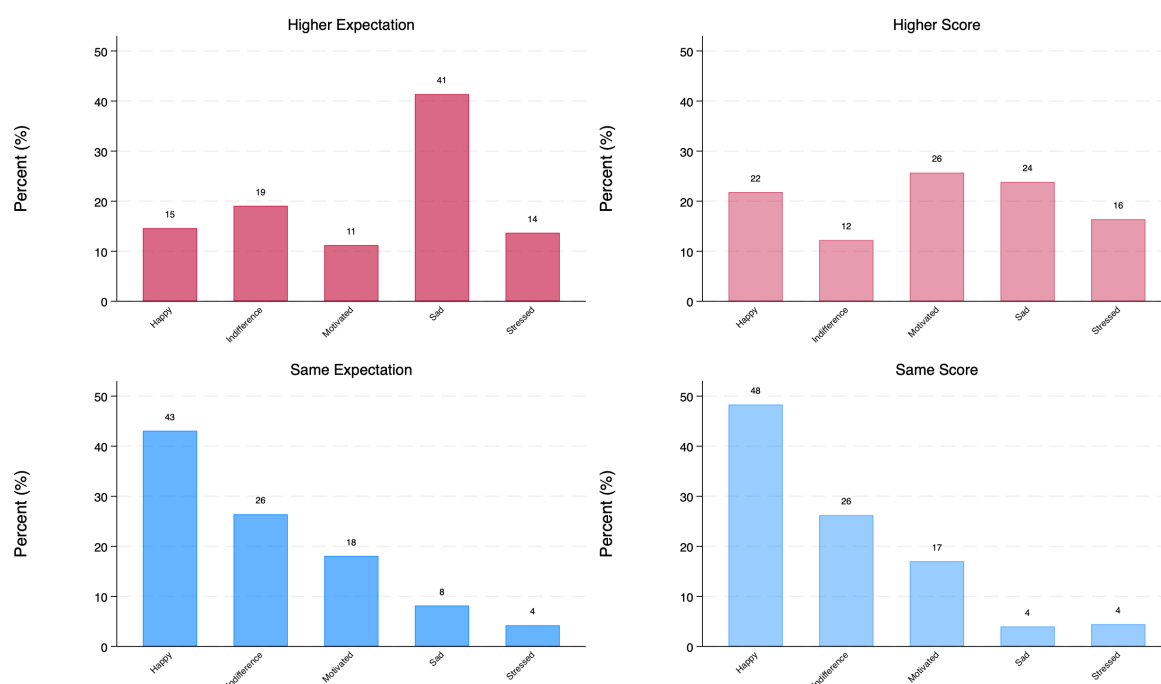 Higher Expectation
Percent (%)
50
40
30
20
10
0
15
19
11
41
14
Happy
Indifference
Motivated
Sad
Stressed
Higher Score
Percent (%)
50
40
30
20
10
0
22
12
26
24
16
Happy
Indifference
Motivated
Sad
Stressed
Same Expectation
Percent (%)
50
40
30
20
10
0
43
26
18
8
4
Happy
Indifference
Motivated
Sad
Stressed
Same Score
Percent (%)
50
40
30
20
10
0
48
26
17
4
4
Happy
Indifference
Motivated
Sad
Stressed